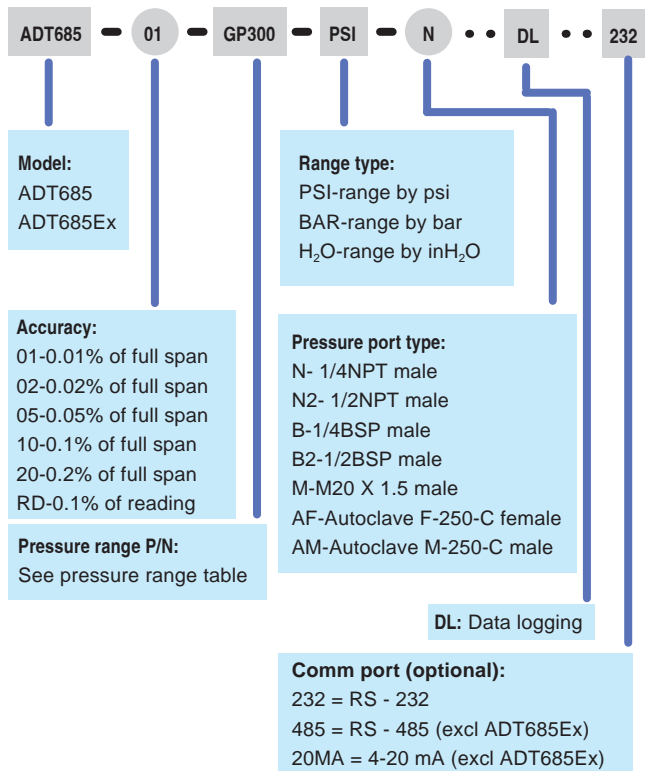 ADT685 – 01 – GP300 – PSI – N • • DL • • 232
Model:
ADT685
ADT685Ex
Range type:
PSI-range by psi
BAR-range by bar
H₂O-range by inH₂O
Accuracy:
01-0.01% of full span
02-0.02% of full span
05-0.05% of full span
10-0.1% of full span
20-0.2% of full span
RD-0.1% of reading
Pressure port type:
N- 1/4NPT male
N2- 1/2NPT male
B-1/4BSP male
B2-1/2BSP male
M-M20 X 1.5 male
AF-Autoclave F-250-C female
AM-Autoclave M-250-C male
Pressure range P/N:
See pressure range table
DL: Data logging
Comm port (optional):
232 = RS - 232
485 = RS - 485 (excl ADT685Ex)
20MA = 4-20 mA (excl ADT685Ex)